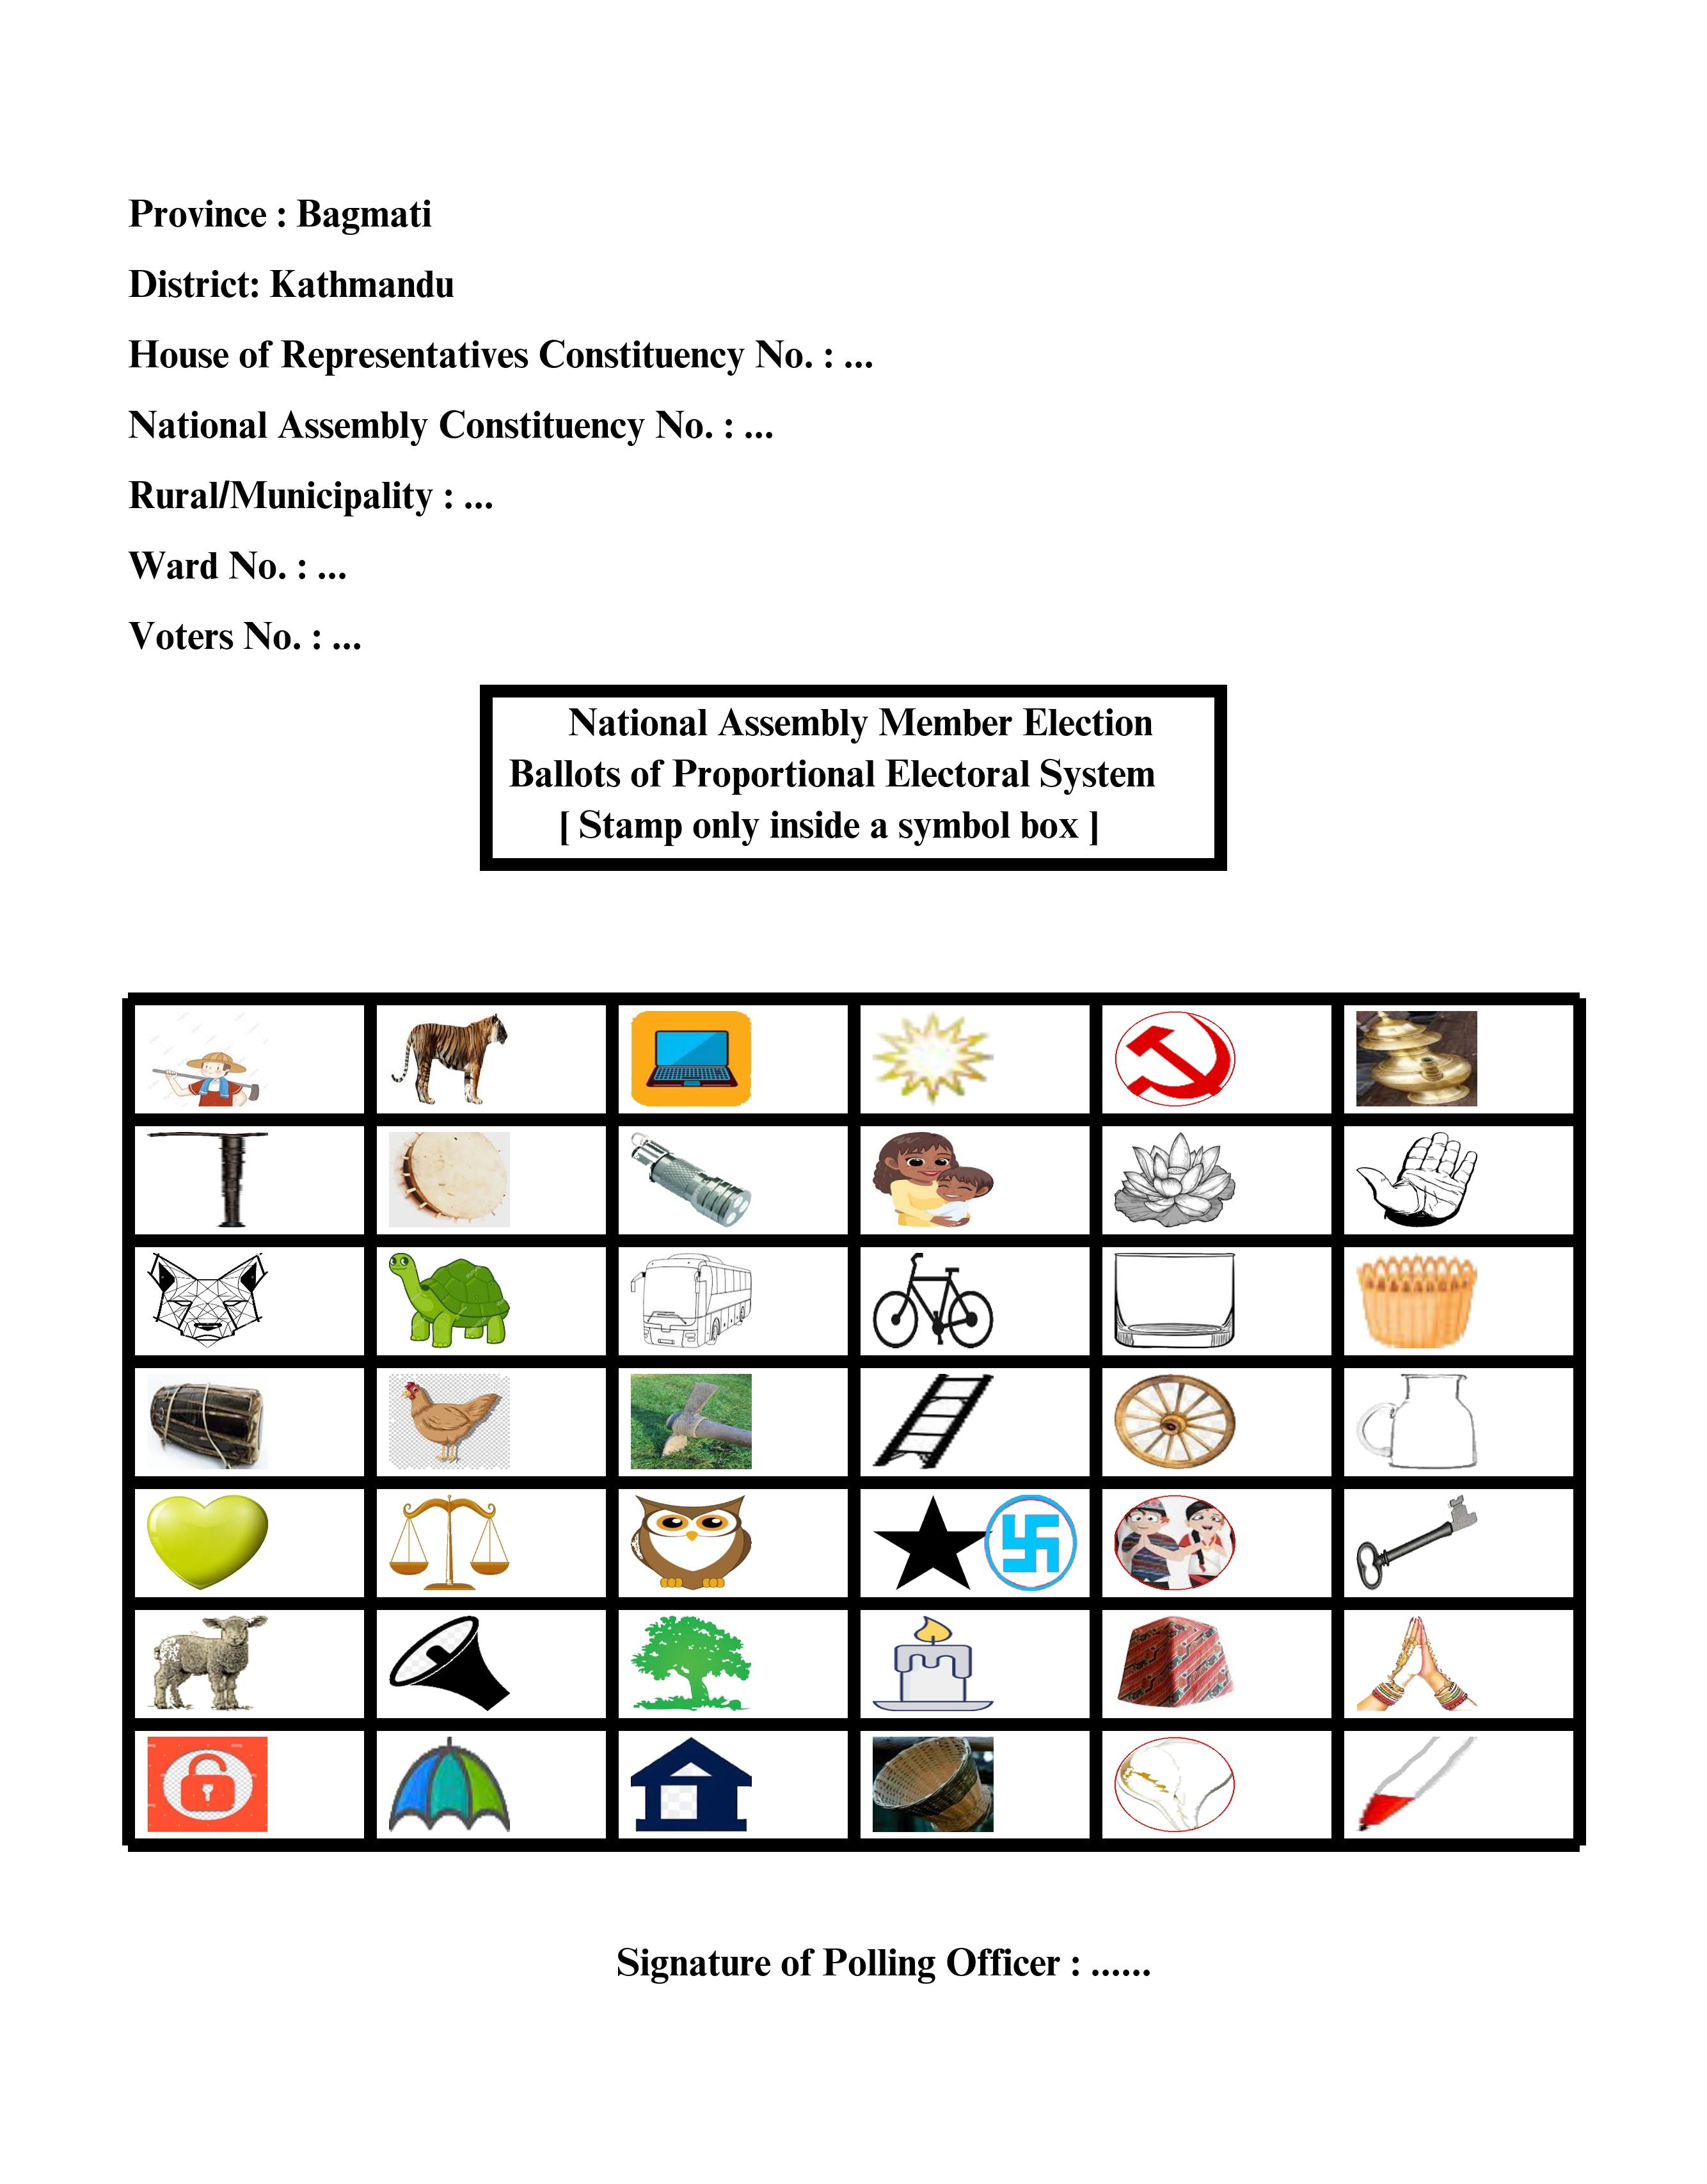 Province : Bagmati
District: Kathmandu
House of Representatives Constituency No. : ...
National Assembly Constituency No. : ...
Rural/Municipality : ...
Ward No. : ...
Voters No. : ...
National Assembly Member Election
Ballots of Proportional Electoral System
[ Stamp only inside a symbol box ]
Signature of Polling Officer : ......